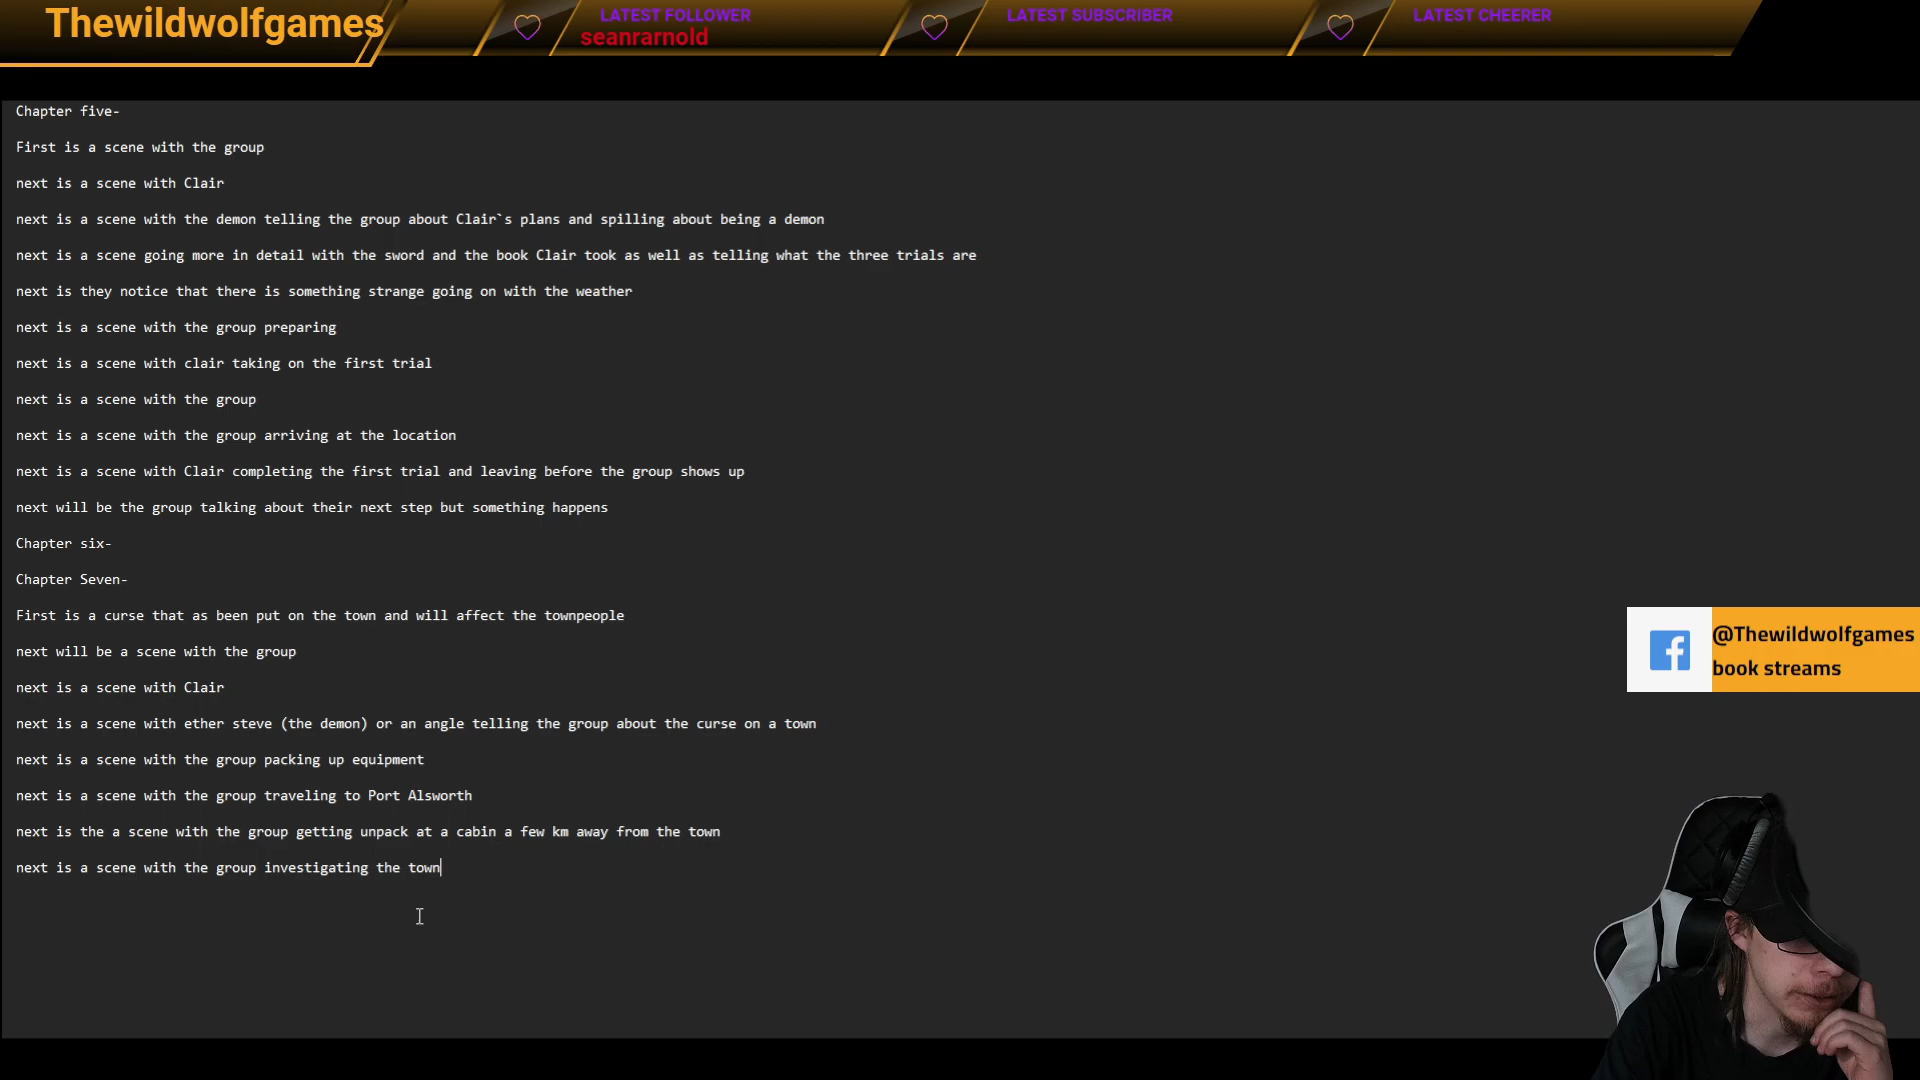 Thewildwolfgames
LATEST FOLLOWER
seanrarnold
LATEST SUBSCRIBER
LATEST CHEERER
Chapter five-
First is a scene with the group
next is a scene with Clair
next is a scene with the demon telling the group about Clair`s plans and spilling about being a demon
next is a scene going more in detail with the sword and the book Clair took as well as telling what the three trials are
next is they notice that there is something strange going on with the weather
next is a scene with the group preparing
next is a scene with clair taking on the first trial
next is a scene with the group
next is a scene with the group arriving at the location
next is a scene with Clair completing the first trial and leaving before the group shows up
next will be the group talking about their next step but something happens
Chapter six-
Chapter Seven-
First is a curse that as been put on the town and will affect the townpeople
next will be a scene with the group
next is a scene with Clair
next is a scene with ether steve (the demon) or an angle telling the group about the curse on a town
next is a scene with the group packing up equipment
next is a scene with the group traveling to Port Alsworth
next is the a scene with the group getting unpack at a cabin a few km away from the town
next is a scene with the group investigating the town
@Thewildwolfgames
book streams